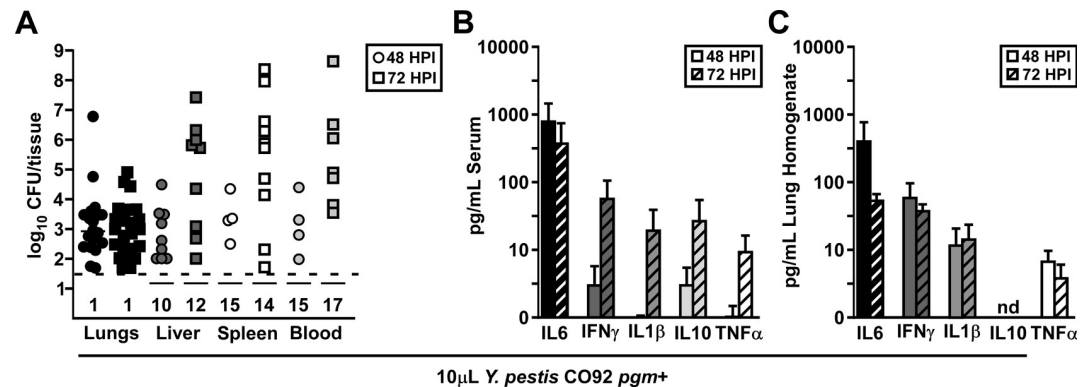 A
log10 CFU/tissue
9
8
7
6
5
4
3
2
1
48 HPI
72 HPI
1 1 10 12 15 14 15 17
Lungs Liver Spleen Blood
B
pg/mL Serum
10000
1000
100
10
0
48 HPI
72 HPI
IL6 IFNγ IL1β IL10 TNFα
C
pg/mL Lung Homogenate
10000
1000
100
10
0
48 HPI
72 HPI
nd
IL6 IFNγ IL1β IL10 TNFα
10μL Y. pestis CO92 pgm+